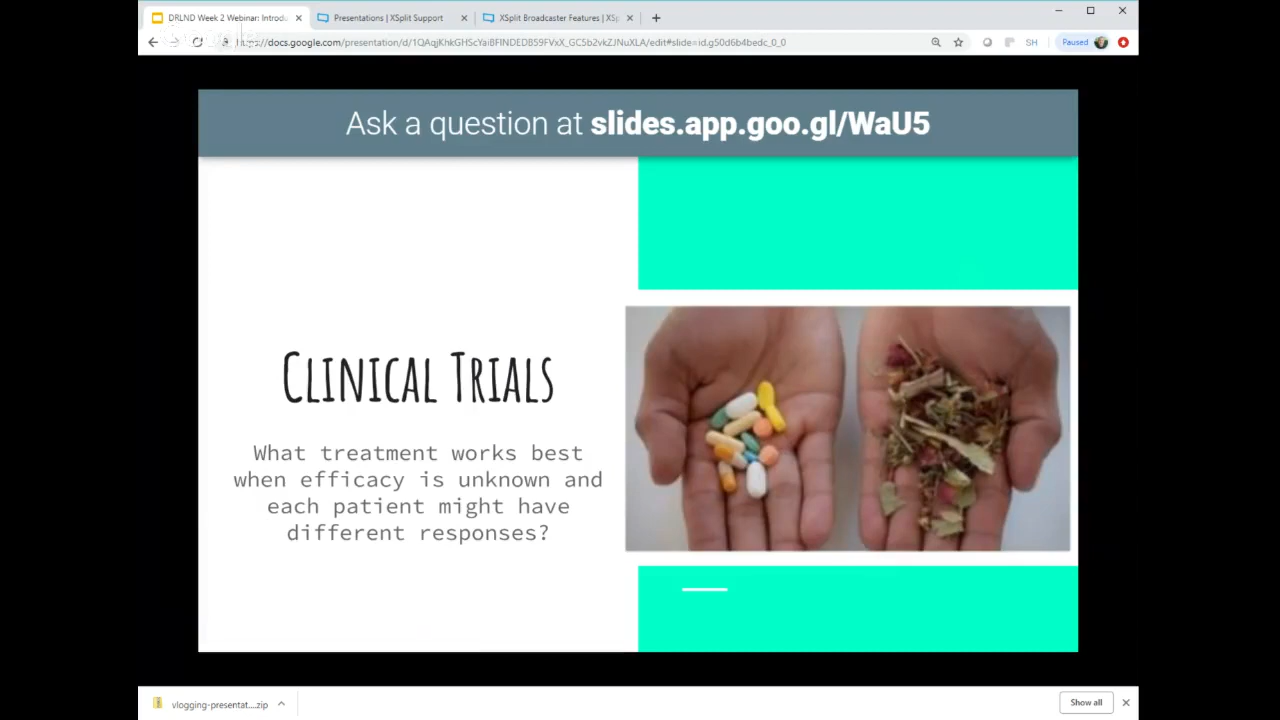 DRLND Week 2 Webinar: Introdu
Presentations | XSplit Support
XSplit Broadcaster Features | XSp
SH
Paused
Ask a question at slides.app.goo.gl/WaU5
Clinical Trials
What treatment works best
when efficacy is unknown and
each patient might have
different responses?
vlogging-presentat....zip
Show all